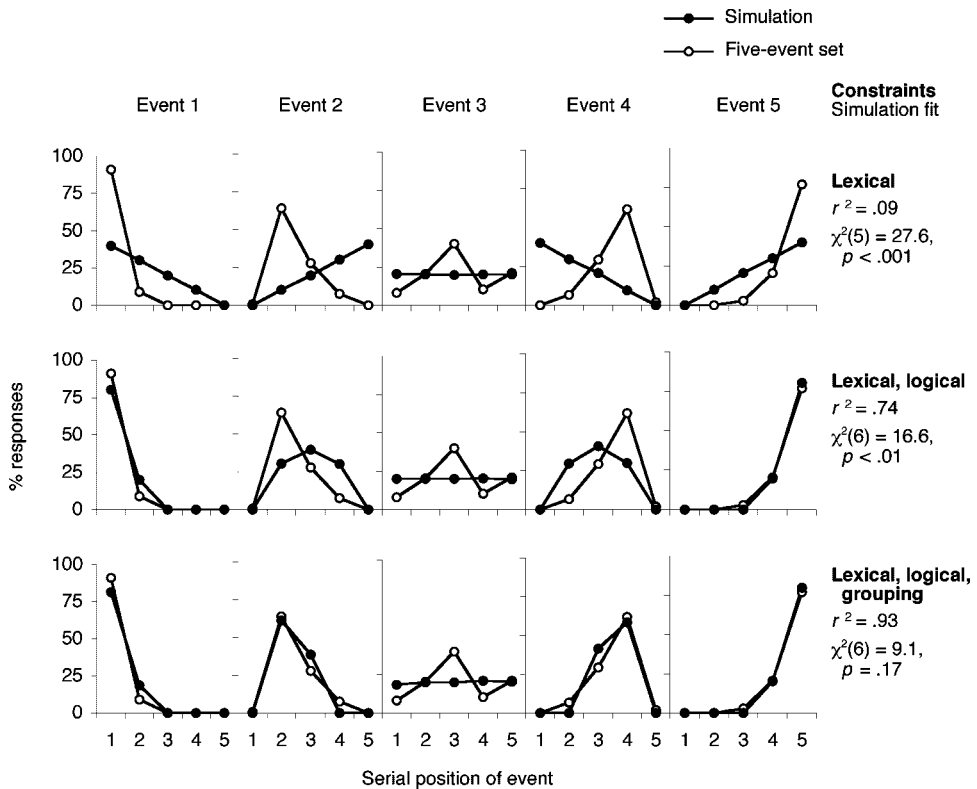 Simulation
Five-event set
Event 1 Event 2 Event 3 Event 4 Event 5
Constraints
Simulation fit
100
75
50
25
0
Lexical
r ² = .09
χ²(5) = 27.6,
p < .001
100
75
50
25
0
Lexical, logical
r ² = .74
χ²(6) = 16.6,
p < .01
% responses
100
75
50
25
0
Lexical, logical,
grouping
r ² = .93
χ²(6) = 9.1,
p = .17
1 2 3 4 5 1 2 3 4 5 1 2 3 4 5 1 2 3 4 5 1 2 3 4 5
Serial position of event